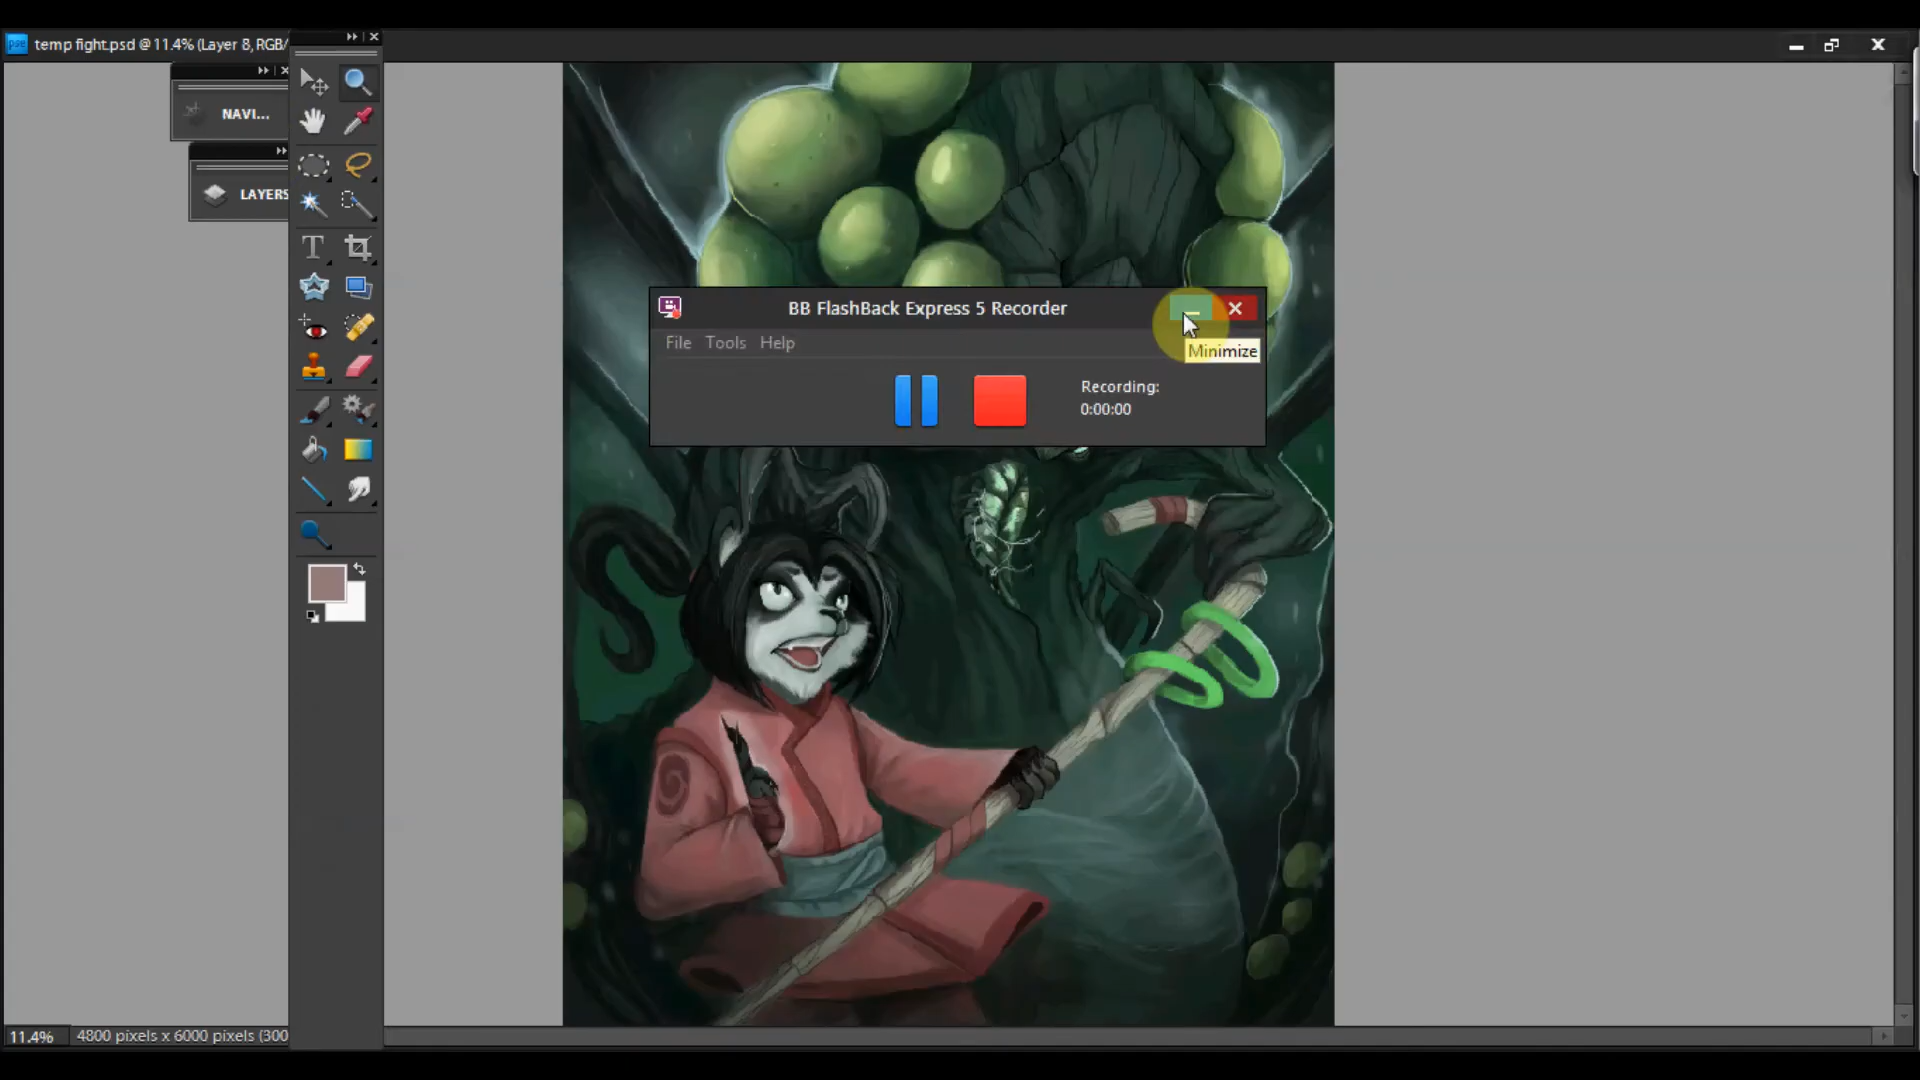 pse temp fight.psd @ 11.4% (Layer 8, RGB/
NAVI...
LAYERS
T
BB FlashBack Express 5 Recorder
File Tools Help
Minimize
Recording:
0:00:00
11.4% 4800 pixels x 6000 pixels (300